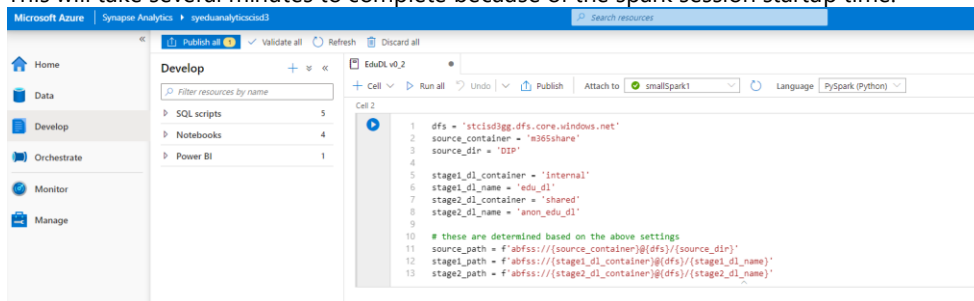 This will take several minutes to complete because of the spark session startup time.
Microsoft Azure | Synapse Analytics ▸ syeduanalyticscisd3
Search resources
«
Publish all 1 Validate all Refresh Discard all
Home
Data
Develop
Orchestrate
Monitor
Manage
Develop + «
Filter resources by name
SQL scripts 5
Notebooks 4
Power BI 1
EduDL v0_2 ●
+ Cell Run all Undo Publish Attach to smallSpark1 Language PySpark (Python)
Cell 2
1 dfs = 'stcisd3gg.dfs.core.windows.net'
2 source_container = 'm365share'
3 source_dir = 'DIP'
4
5 stage1_dl_container = 'internal'
6 stage1_dl_name = 'edu_dl'
7 stage2_dl_container = 'shared'
8 stage2_dl_name = 'anon_edu_dl'
9
10 # these are determined based on the above settings
11 source_path = f'abfss://{source_container}@{dfs}/{source_dir}'
12 stage1_path = f'abfss://{stage1_dl_container}@{dfs}/{stage1_dl_name}'
13 stage2_path = f'abfss://{stage2_dl_container}@{dfs}/{stage2_dl_name}'